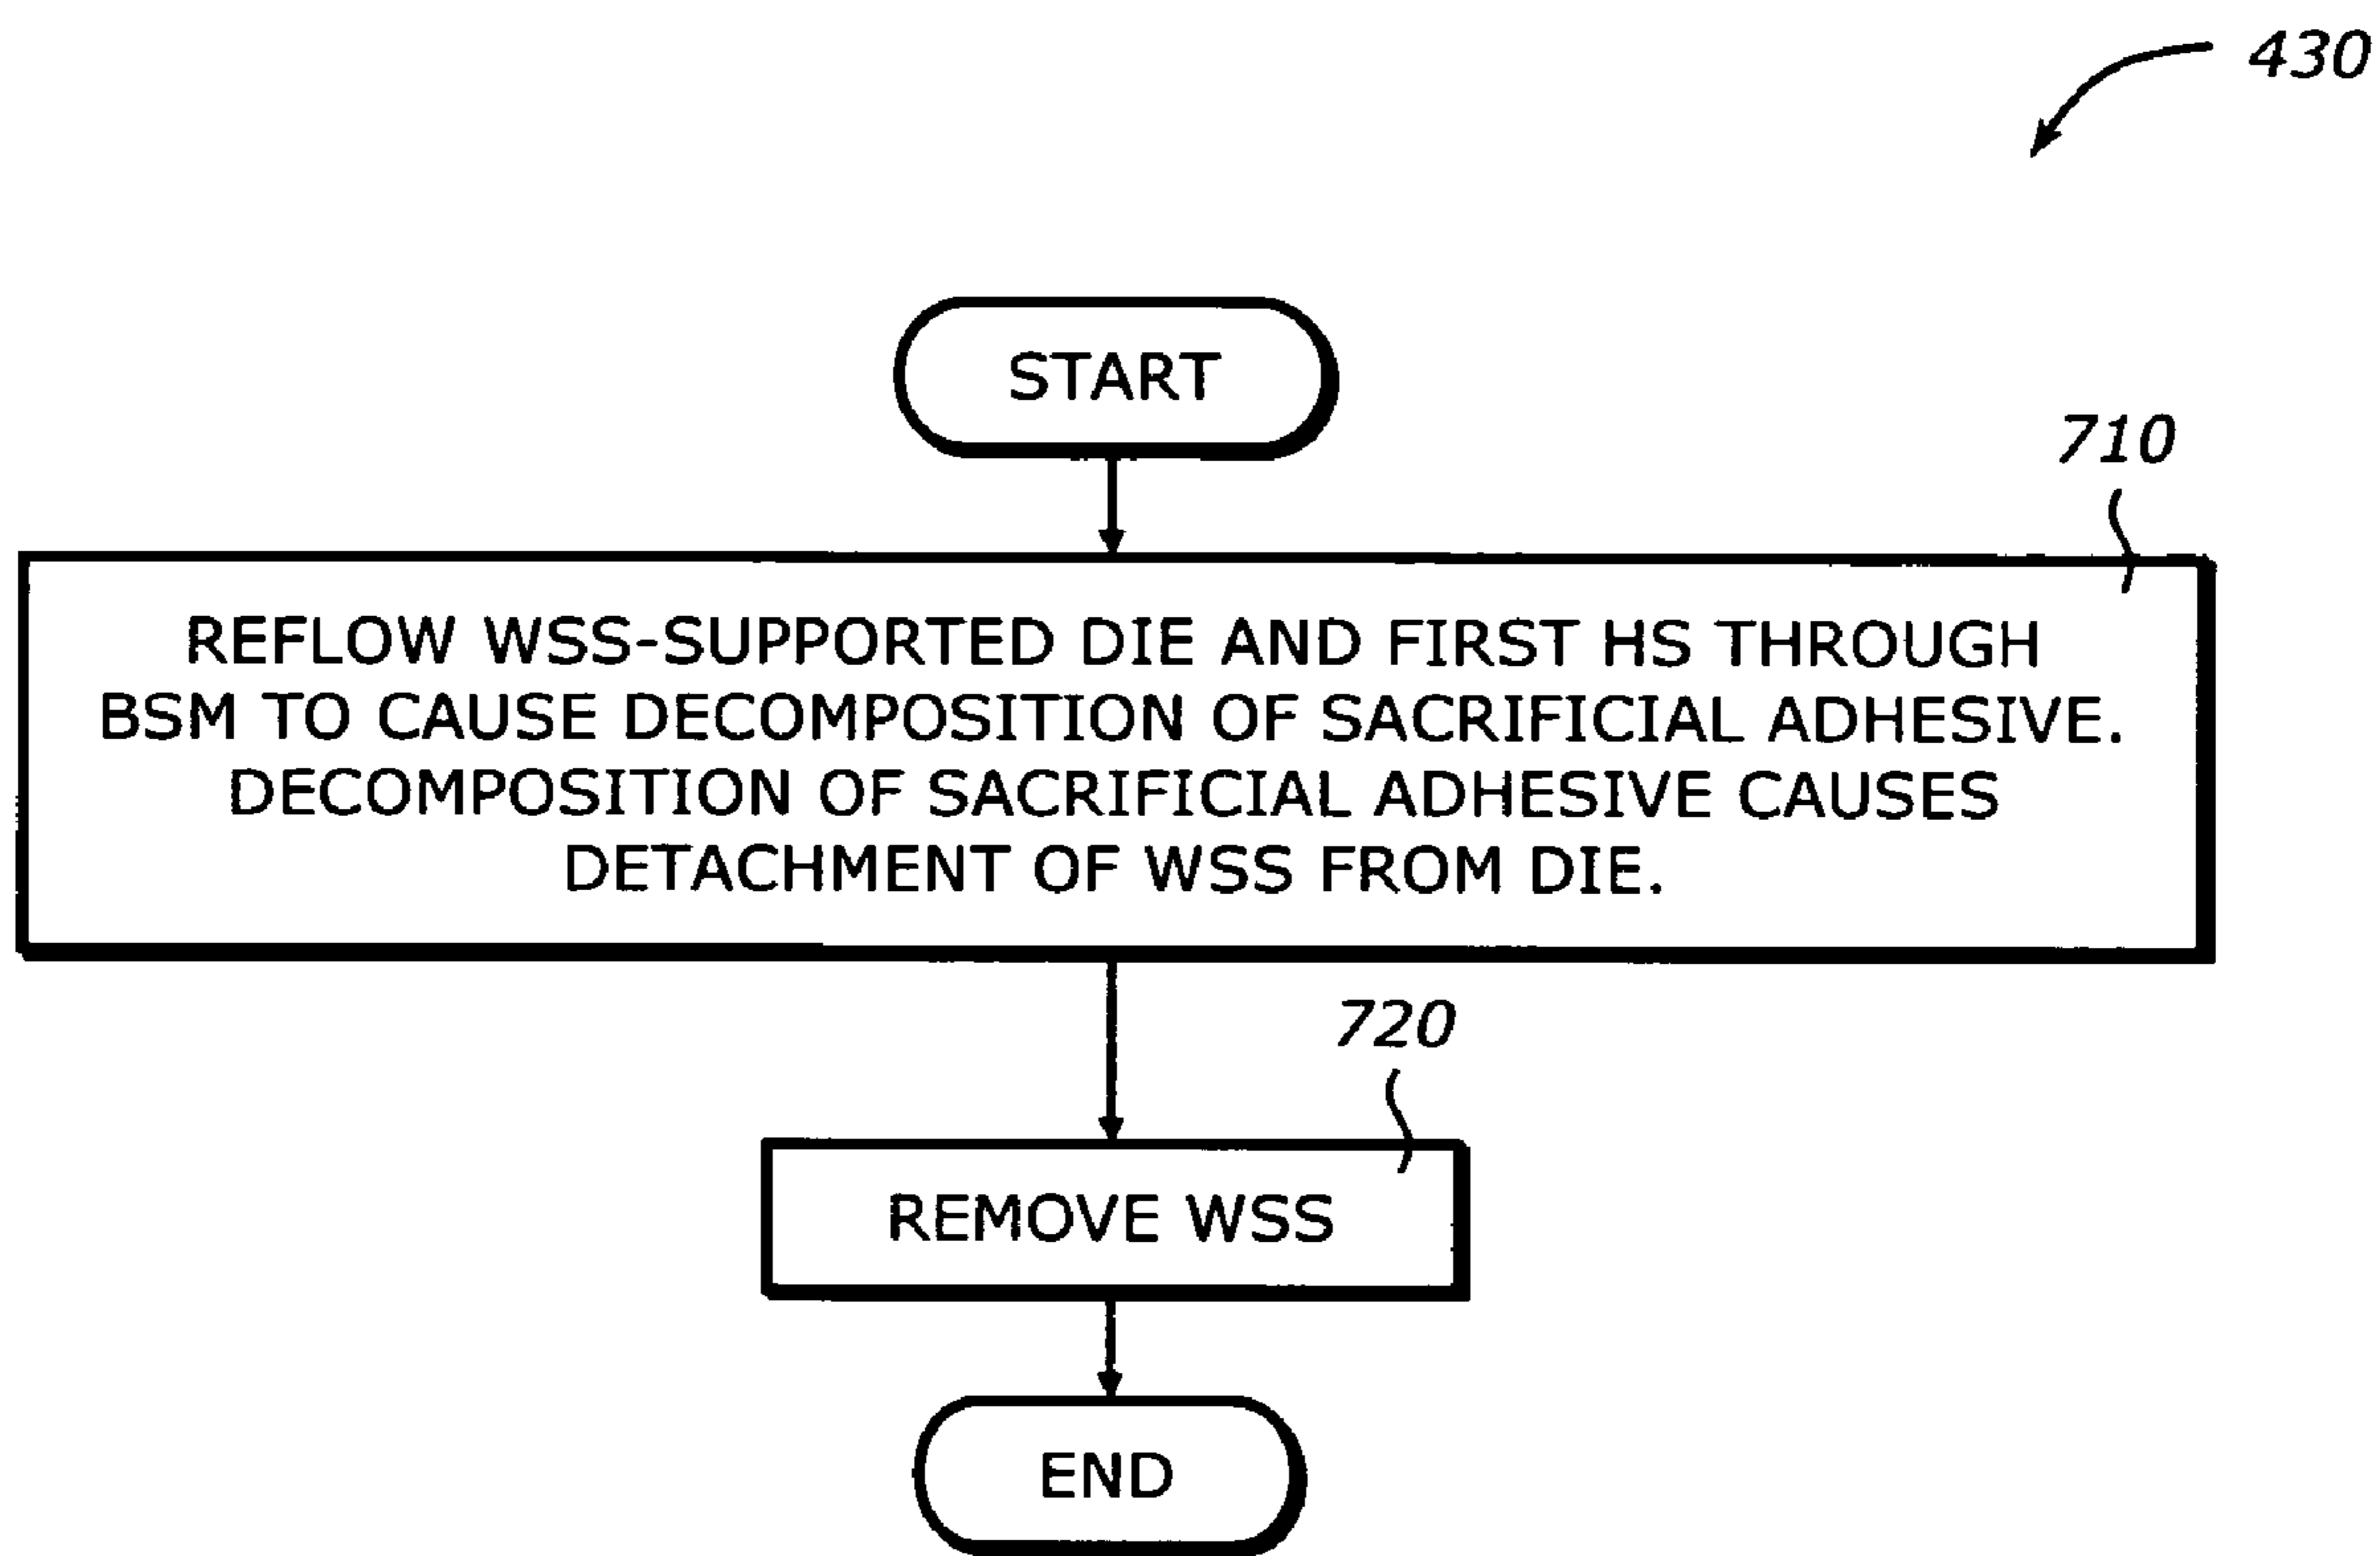 430
START
710
REFLOW WSS-SUPPORTED DIE AND FIRST HS THROUGH
BSM TO CAUSE DECOMPOSITION OF SACRIFICIAL ADHESIVE.
DECOMPOSITION OF SACRIFICIAL ADHESIVE CAUSES
DETACHMENT OF WSS FROM DIE.
720
REMOVE WSS
END